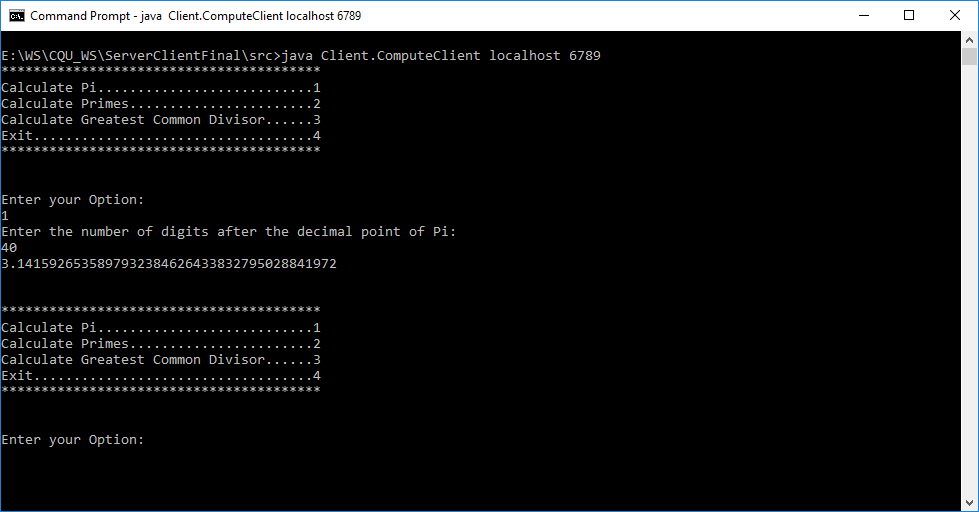 Command Prompt - java  Client.ComputeClient localhost 6789
E:\WS\CQU_WS\ServerClientFinal\src>java Client.ComputeClient localhost 6789
****************************************
Calculate Pi...........................1
Calculate Primes.......................2
Calculate Greatest Common Divisor......3
Exit...................................4
****************************************
Enter your Option:
1
Enter the number of digits after the decimal point of Pi:
40
3.1415926535897932384626433832795028841972
****************************************
Calculate Pi...........................1
Calculate Primes.......................2
Calculate Greatest Common Divisor......3
Exit...................................4
****************************************
Enter your Option: